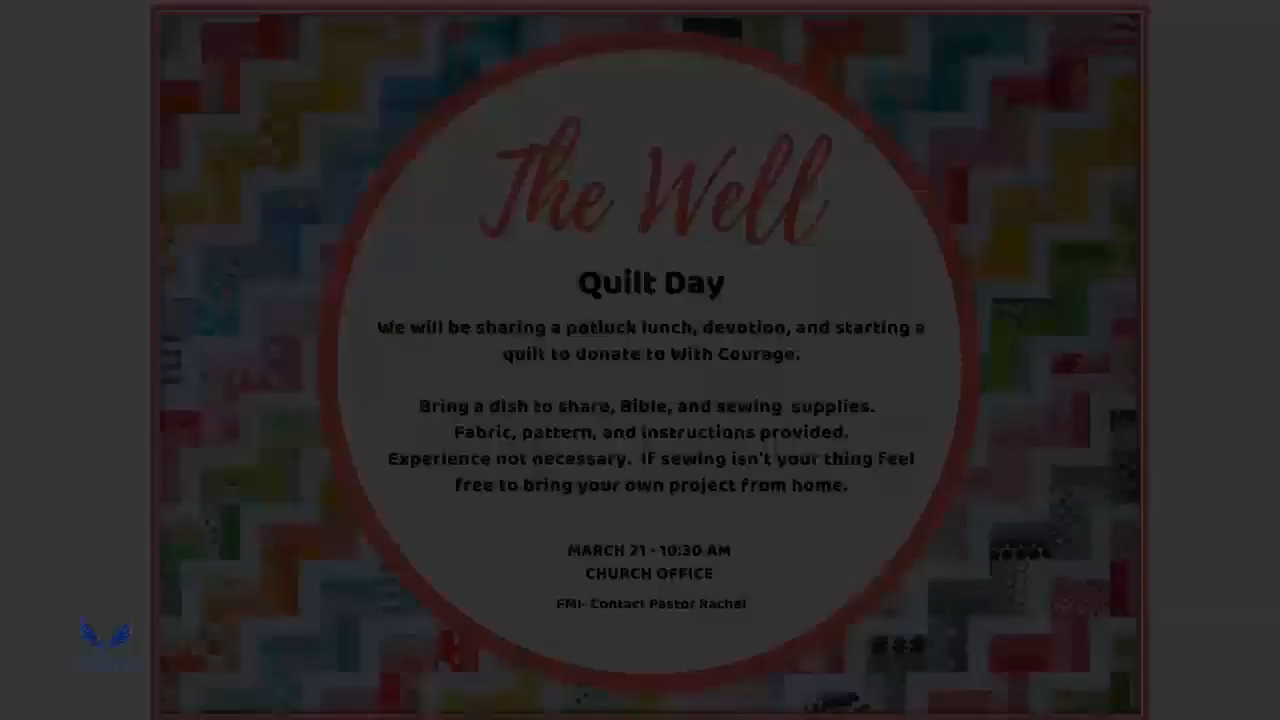 The Well
Quilt Day
We will be sharing a potluck lunch, devotion, and starting a
quilt to donate to With Courage.
Bring a dish to share, Bible, and sewing supplies.
Fabric, pattern, and instructions provided.
Experience not necessary. If sewing isn't your thing feel
free to bring your own project from home.
MARCH 21 - 10:30 AM
CHURCH OFFICE
FMI- Contact Pastor Rachel